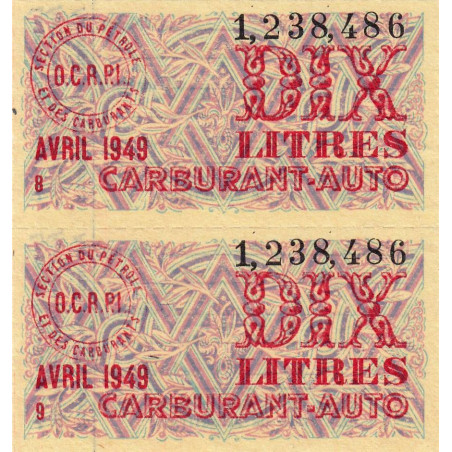 1,238,486
SECTION DU PÉTROLE
O.C.R.P.I.
ET DES CARBURANTS
DIX
AVRIL 1949
LITRES
8
CARBURANT-AUTO
1,238,486
SECTION DU PÉTROLE
O.C.R.P.I.
ET DES CARBURANTS
DIX
AVRIL 1949
LITRES
9
CARBURANT-AUTO